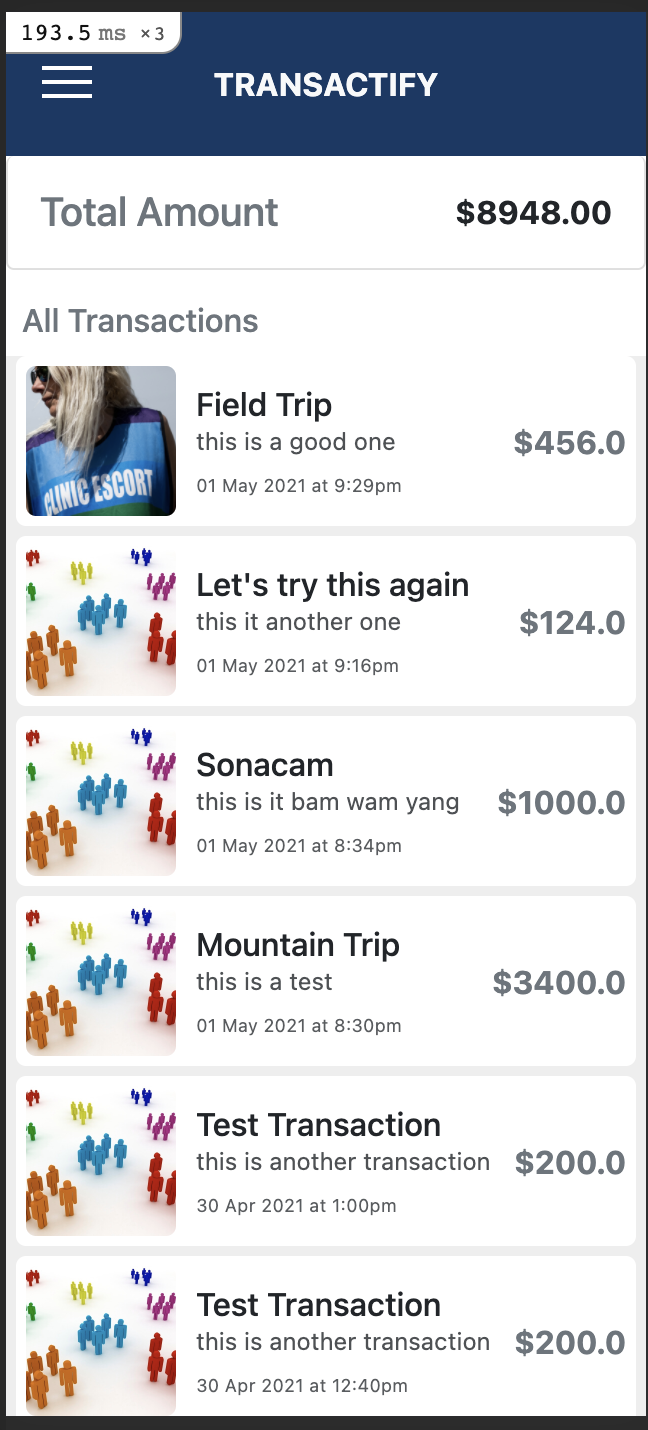 193.5 ms ×3
TRANSACTIFY
Total Amount
$8948.00
All Transactions
CLINIC ESCORT
Field Trip
this is a good one
$456.0
01 May 2021 at 9:29pm
Let's try this again
this it another one
$124.0
01 May 2021 at 9:16pm
Sonacam
this is it bam wam yang
$1000.0
01 May 2021 at 8:34pm
Mountain Trip
this is a test
$3400.0
01 May 2021 at 8:30pm
Test Transaction
this is another transaction
$200.0
30 Apr 2021 at 1:00pm
Test Transaction
this is another transaction
$200.0
30 Apr 2021 at 12:40pm